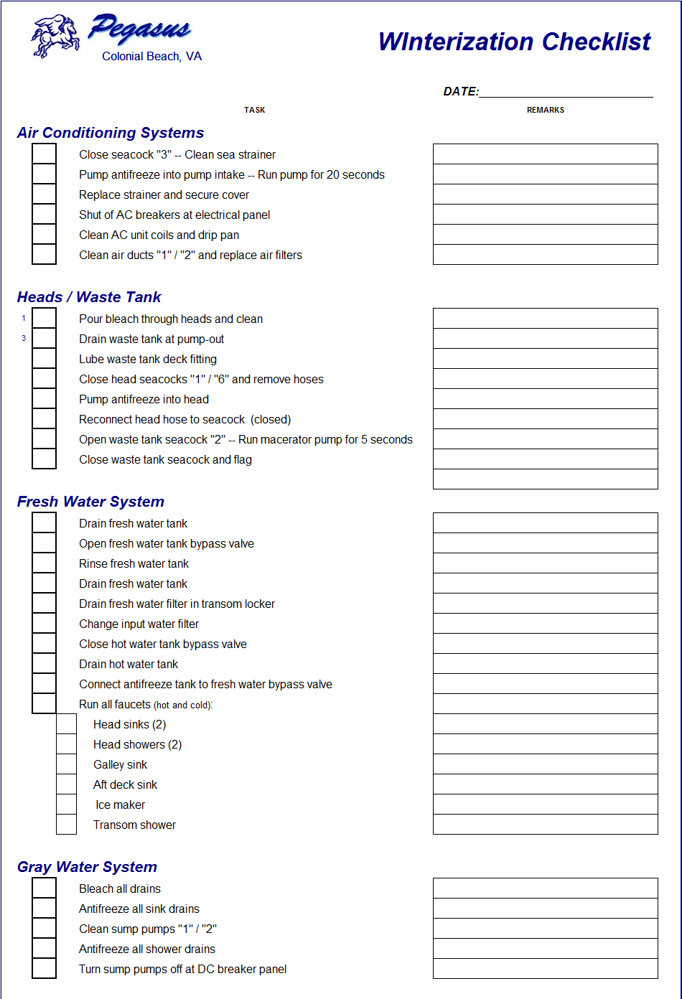 Pegasus
Colonial Beach, VA
WInterization Checklist
DATE:
TASK REMARKS
Air Conditioning Systems
Close seacock "3" -- Clean sea strainer
Pump antifreeze into pump intake -- Run pump for 20 seconds
Replace strainer and secure cover
Shut of AC breakers at electrical panel
Clean AC unit coils and drip pan
Clean air ducts "1" / "2" and replace air filters
Heads / Waste Tank
1 Pour bleach through heads and clean
3 Drain waste tank at pump-out
Lube waste tank deck fitting
Close head seacocks "1" / "6" and remove hoses
Pump antifreeze into head
Reconnect head hose to seacock (closed)
Open waste tank seacock "2" -- Run macerator pump for 5 seconds
Close waste tank seacock and flag
Fresh Water System
Drain fresh water tank
Open fresh water tank bypass valve
Rinse fresh water tank
Drain fresh water tank
Drain fresh water filter in transom locker
Change input water filter
Close hot water tank bypass valve
Drain hot water tank
Connect antifreeze tank to fresh water bypass valve
Run all faucets (hot and cold):
Head sinks (2)
Head showers (2)
Galley sink
Aft deck sink
Ice maker
Transom shower
Gray Water System
Bleach all drains
Antifreeze all sink drains
Clean sump pumps "1" / "2"
Antifreeze all shower drains
Turn sump pumps off at DC breaker panel